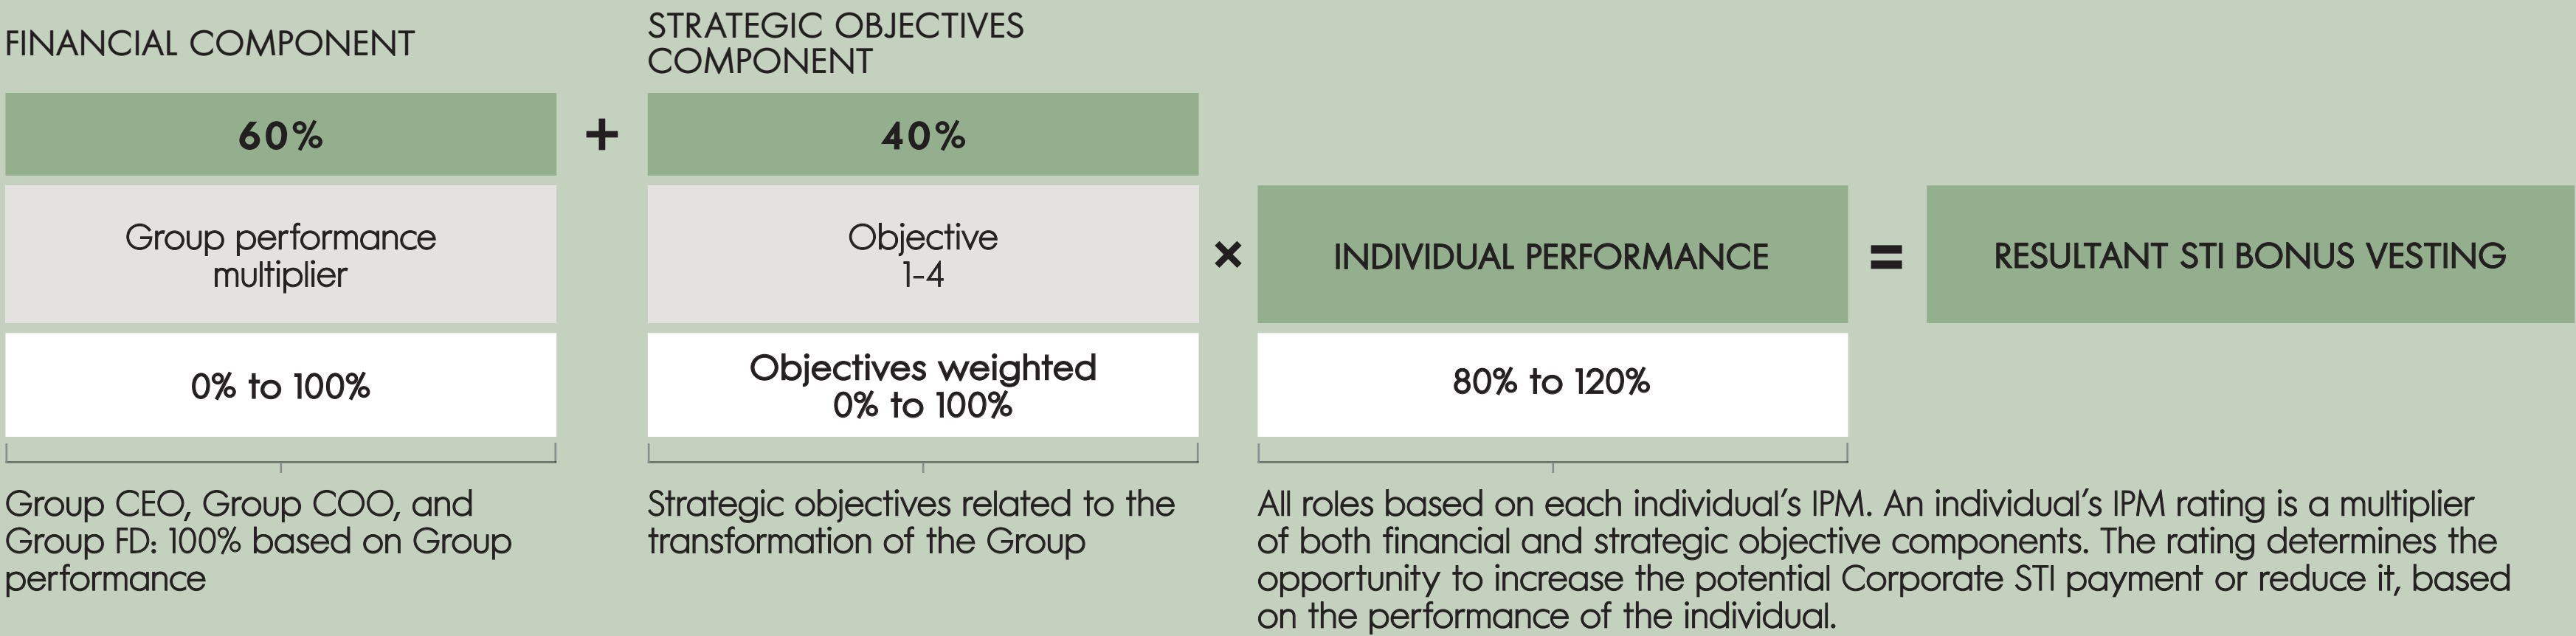 FINANCIAL COMPONENT
STRATEGIC OBJECTIVES
COMPONENT
60%
+
40%
Group performance
multiplier
Objective
1-4
×
INDIVIDUAL PERFORMANCE
=
RESULTANT STI BONUS VESTING
0% to 100%
Objectives weighted
0% to 100%
80% to 120%
Group CEO, Group COO, and
Group FD: 100% based on Group
performance
Strategic objectives related to the
transformation of the Group
All roles based on each individual’s IPM. An individual’s IPM rating is a multiplier
of both financial and strategic objective components. The rating determines the
opportunity to increase the potential Corporate STI payment or reduce it, based
on the performance of the individual.